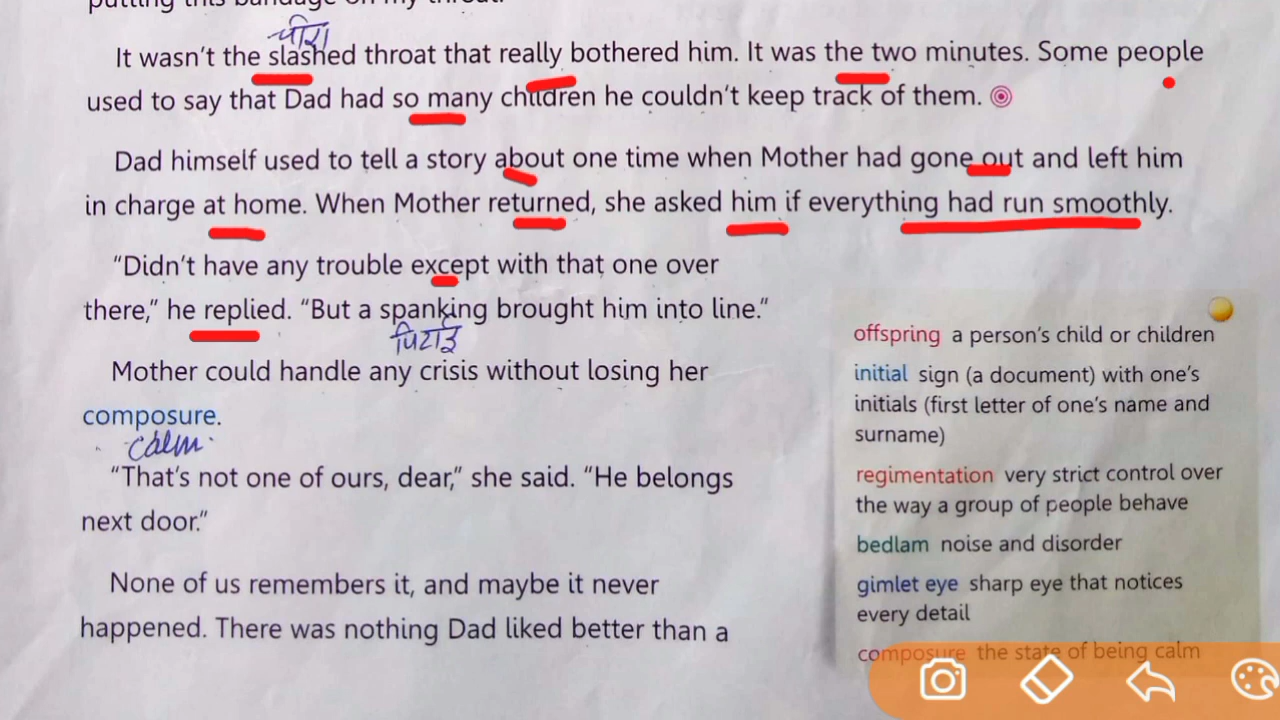 putting this bandage on my throat.
चीरा
It wasn't the slashed throat that really bothered him. It was the two minutes. Some people
used to say that Dad had so many children he couldn't keep track of them.
Dad himself used to tell a story about one time when Mother had gone out and left him
in charge at home. When Mother returned, she asked him if everything had run smoothly.
"Didn't have any trouble except with that one over
there," he replied. "But a spanking brought him into line."
पिटाई
Mother could handle any crisis without losing her
composure.
calm
"That's not one of ours, dear," she said. "He belongs
next door."
None of us remembers it, and maybe it never
happened. There was nothing Dad liked better than a
offspring a person's child or children
initial sign (a document) with one's
initials (first letter of one's name and
surname)
regimentation very strict control over
the way a group of people behave
bedlam noise and disorder
gimlet eye sharp eye that notices
every detail
composure the state of being calm